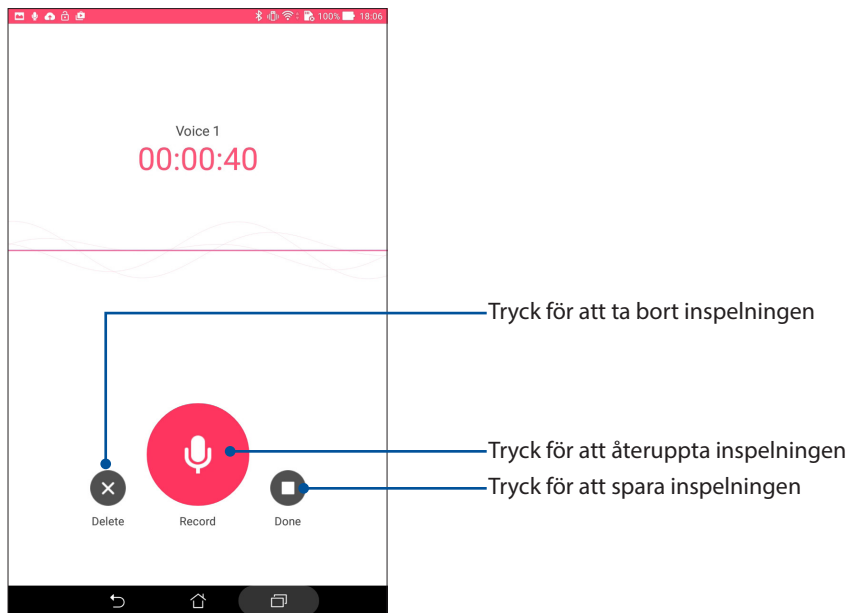 100% 18:06
Voice 1
00:00:40
Tryck för att ta bort inspelningen
Tryck för att återuppta inspelningen
Tryck för att spara inspelningen
Delete Record Done